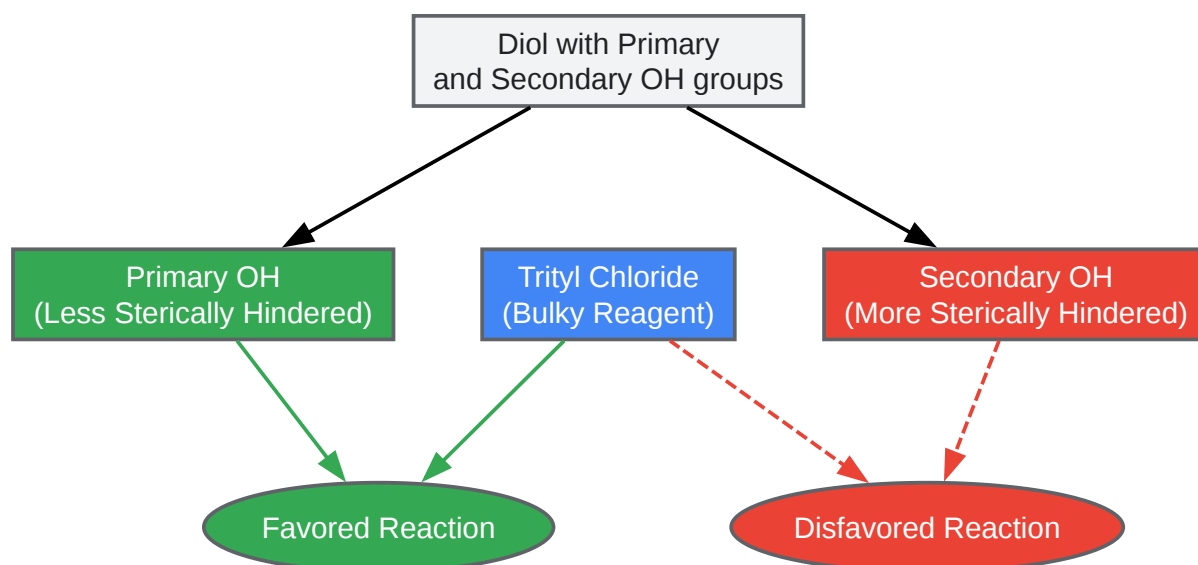 Diol with Primary
and Secondary OH groups
Primary OH
(Less Sterically Hindered)
Trityl Chloride
(Bulky Reagent)
Secondary OH
(More Sterically Hindered)
Favored Reaction
Disfavored Reaction